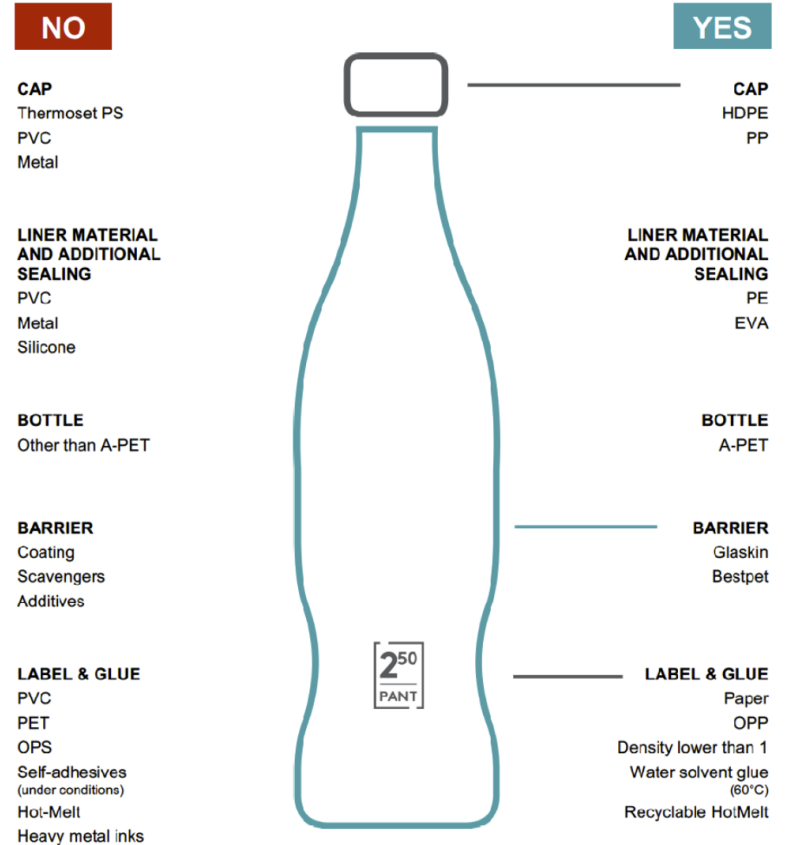 NO
CAP
Thermoset PS
PVC
Metal
LINER MATERIAL
AND ADDITIONAL
SEALING
PVC
Metal
Silicone
BOTTLE
Other than A-PET
BARRIER
Coating
Scavengers
Additives
LABEL & GLUE
PVC
PET
OPS
Self-adhesives
(under conditions)
Hot-Melt
Heavy metal inks
2 50
PANT
YES
CAP
HDPE
PP
LINER MATERIAL
AND ADDITIONAL
SEALING
PE
EVA
BOTTLE
A-PET
BARRIER
Glaskin
Bestpet
LABEL & GLUE
Paper
OPP
Density lower than 1
Water solvent glue
(60°C)
Recyclable HotMelt